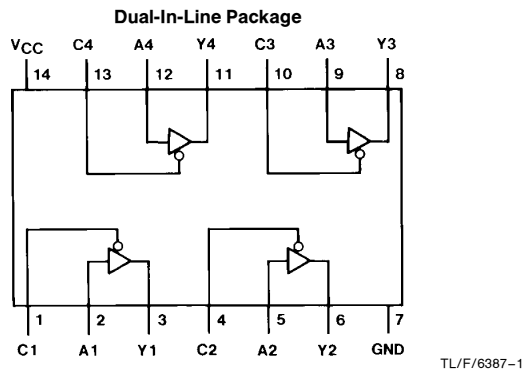 Dual-In-Line Package
VCC C4 A4 Y4 C3 A3 Y3
14 13 12 11 10 9 8
1 2 3 4 5 6 7
C1 A1 Y1 C2 A2 Y2 GND
TL/F/6387–1